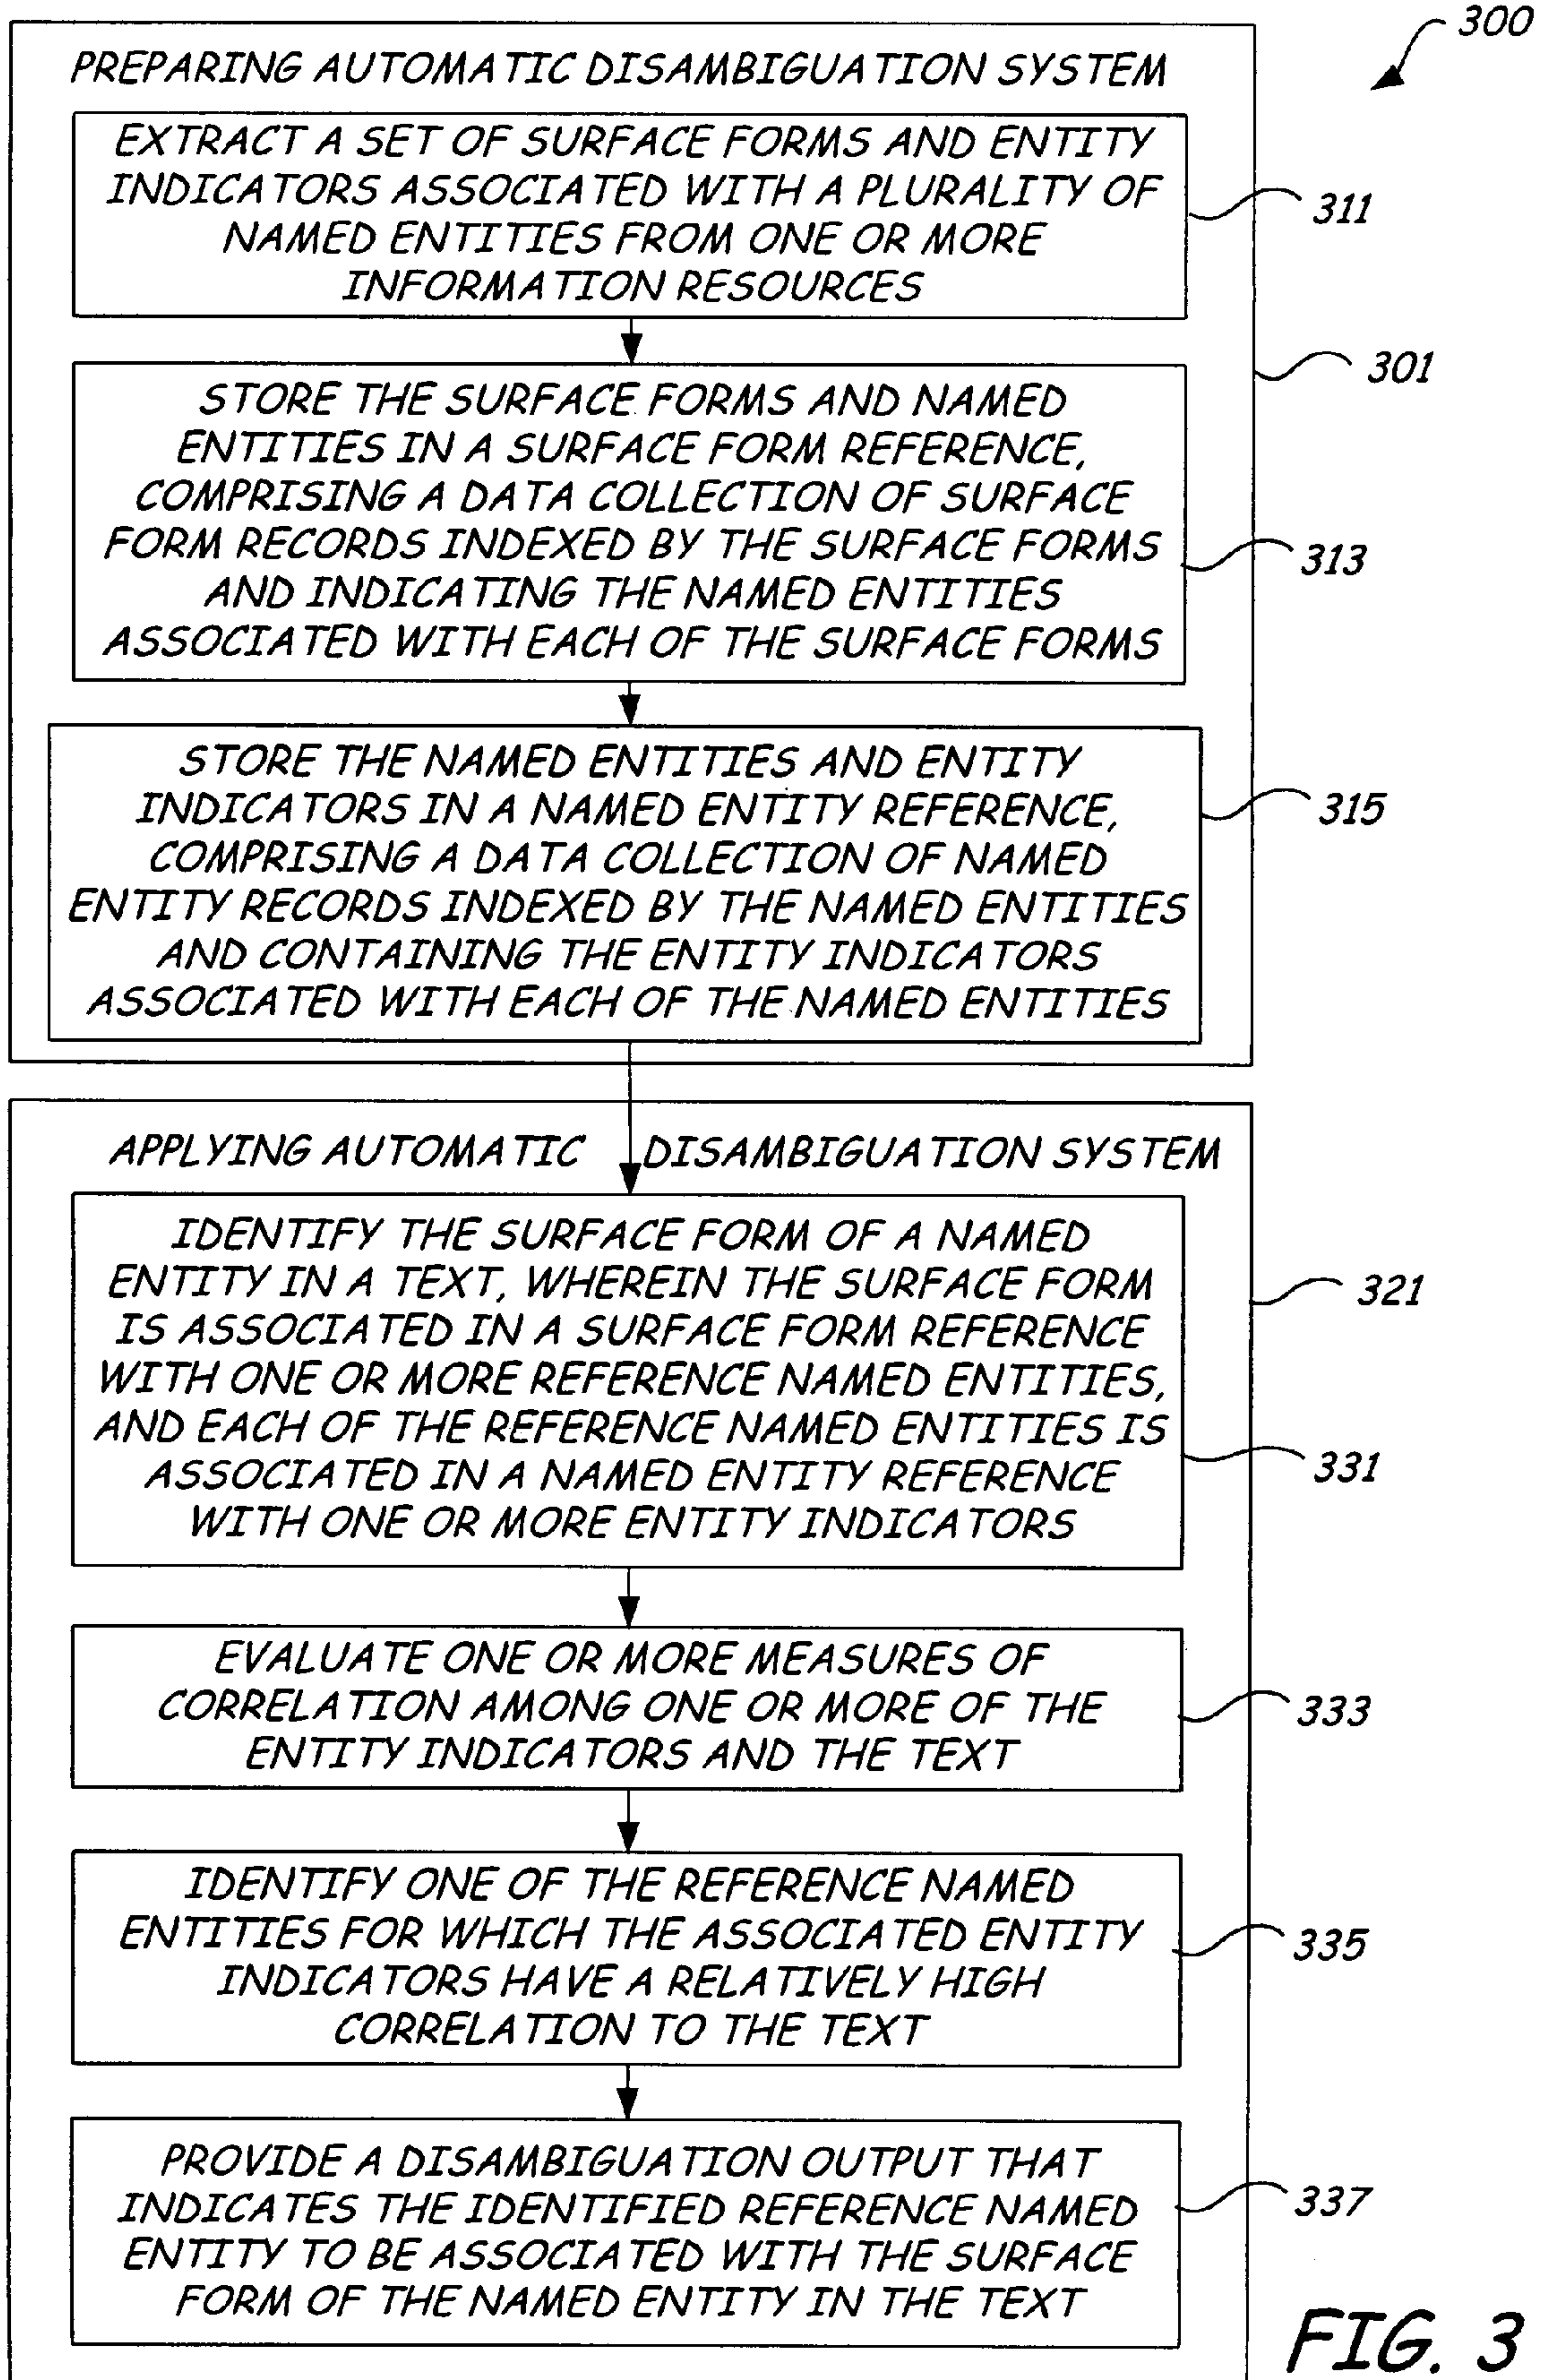 300
PREPARING AUTOMATIC DISAMBIGUATION SYSTEM
EXTRACT A SET OF SURFACE FORMS AND ENTITY
INDICATORS ASSOCIATED WITH A PLURALITY OF
NAMED ENTITIES FROM ONE OR MORE
INFORMATION RESOURCES
311
301
STORE THE SURFACE FORMS AND NAMED
ENTITIES IN A SURFACE FORM REFERENCE,
COMPRISING A DATA COLLECTION OF SURFACE
FORM RECORDS INDEXED BY THE SURFACE FORMS
AND INDICATING THE NAMED ENTITIES
ASSOCIATED WITH EACH OF THE SURFACE FORMS
313
STORE THE NAMED ENTITIES AND ENTITY
INDICATORS IN A NAMED ENTITY REFERENCE,
COMPRISING A DATA COLLECTION OF NAMED
ENTITY RECORDS INDEXED BY THE NAMED ENTITIES
AND CONTAINING THE ENTITY INDICATORS
ASSOCIATED WITH EACH OF THE NAMED ENTITIES
315
APPLYING AUTOMATIC DISAMBIGUATION SYSTEM
321
IDENTIFY THE SURFACE FORM OF A NAMED
ENTITY IN A TEXT, WHEREIN THE SURFACE FORM
IS ASSOCIATED IN A SURFACE FORM REFERENCE
WITH ONE OR MORE REFERENCE NAMED ENTITIES,
AND EACH OF THE REFERENCE NAMED ENTITIES IS
ASSOCIATED IN A NAMED ENTITY REFERENCE
WITH ONE OR MORE ENTITY INDICATORS
331
EVALUATE ONE OR MORE MEASURES OF
CORRELATION AMONG ONE OR MORE OF THE
ENTITY INDICATORS AND THE TEXT
333
IDENTIFY ONE OF THE REFERENCE NAMED
ENTITIES FOR WHICH THE ASSOCIATED ENTITY
INDICATORS HAVE A RELATIVELY HIGH
CORRELATION TO THE TEXT
335
PROVIDE A DISAMBIGUATION OUTPUT THAT
INDICATES THE IDENTIFIED REFERENCE NAMED
ENTITY TO BE ASSOCIATED WITH THE SURFACE
FORM OF THE NAMED ENTITY IN THE TEXT
337
FIG. 3